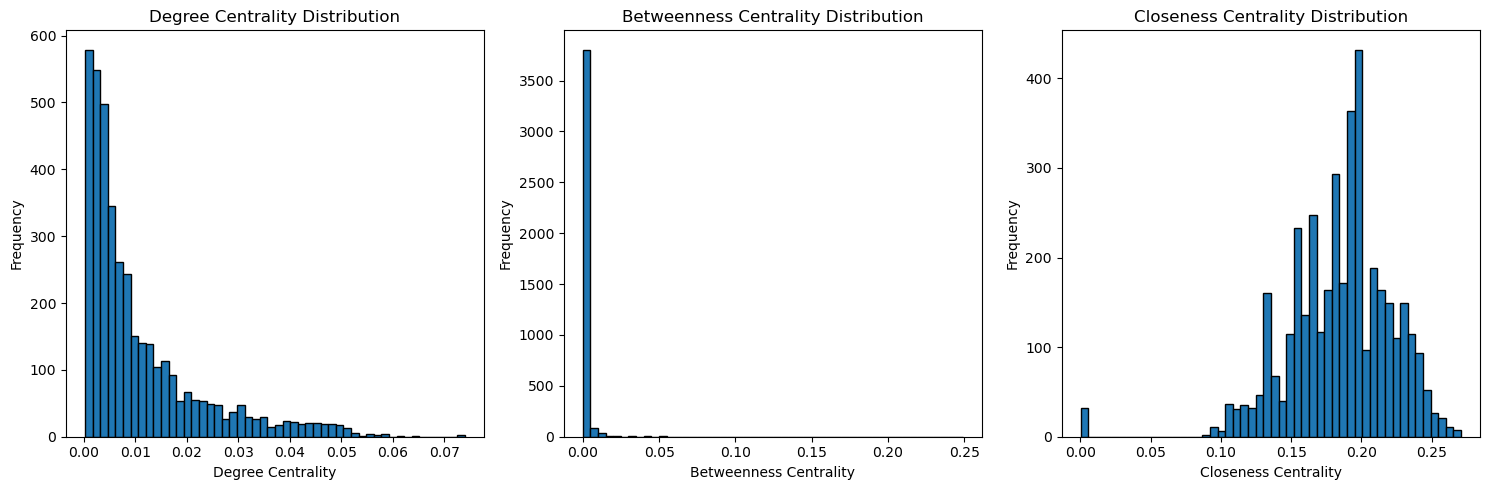 Degree Centrality Distribution
600
500
400
300
200
100
0
Frequency
0.00 0.01 0.02 0.03 0.04 0.05 0.06 0.07
Degree Centrality
Betweenness Centrality Distribution
3500
3000
2500
2000
1500
1000
500
0
Frequency
0.00 0.05 0.10 0.15 0.20 0.25
Betweenness Centrality
Closeness Centrality Distribution
400
300
200
100
0
Frequency
0.00 0.05 0.10 0.15 0.20 0.25
Closeness Centrality